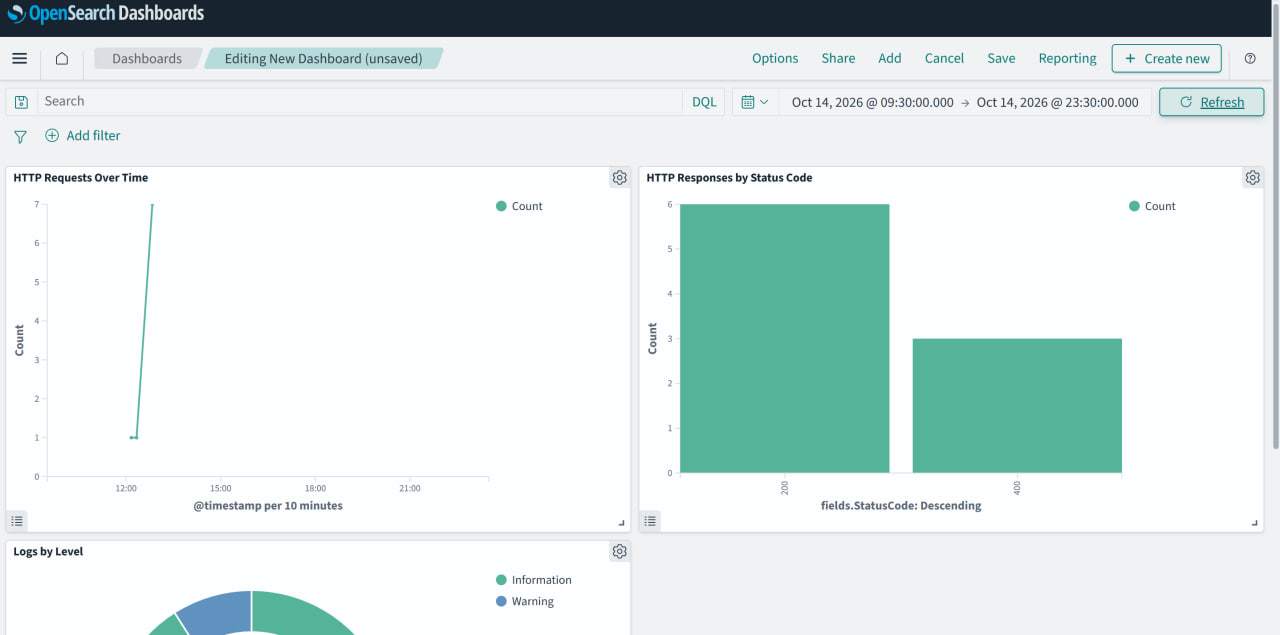 OpenSearch Dashboards
Dashboards
Editing New Dashboard (unsaved)
Options
Share
Add
Cancel
Save
Reporting
Create new
Search
DQL
Oct 14, 2026 @ 09:30:00.000 → Oct 14, 2026 @ 23:30:00.000
Refresh
Add filter
HTTP Requests Over Time
7
6
5
4
3
2
1
0
Count
12:00
15:00
18:00
21:00
@timestamp per 10 minutes
Count
HTTP Responses by Status Code
6
5
4
3
2
1
0
Count
200
400
fields.StatusCode: Descending
Count
Logs by Level
Information
Warning